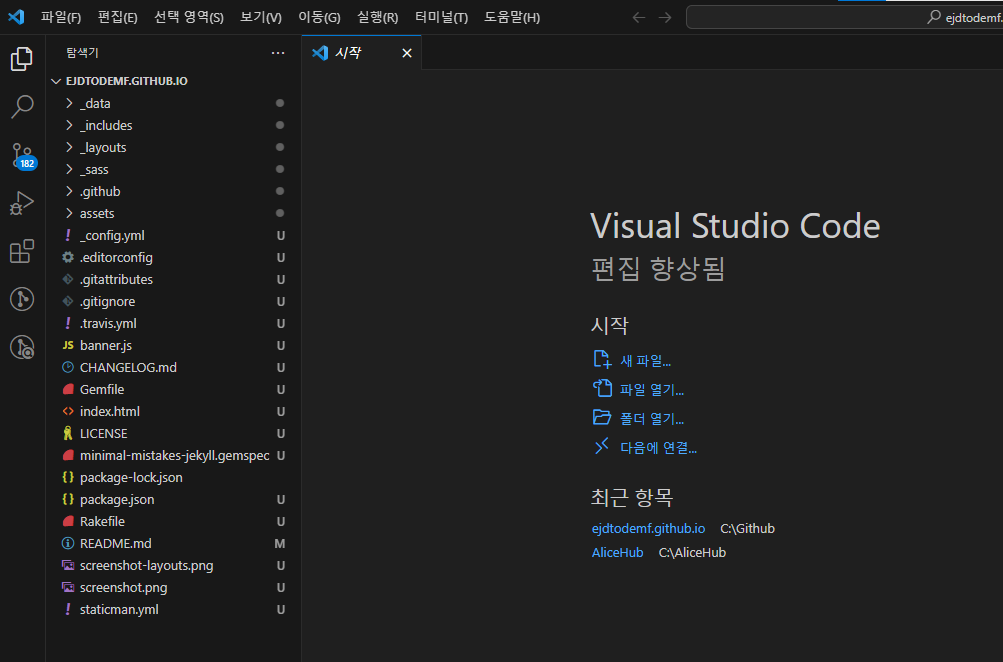 파일(F) 편집(E) 선택 영역(S) 보기(V) 이동(G) 실행(R) 터미널(T) 도움말(H) ejdtodemf.
탐색기 ···
시작
EJDTODEMF.GITHUB.IO
_data
_includes
_layouts
182
_sass
.github
assets
_config.yml U
.editorconfig U
.gitattributes U
.gitignore U
.travis.yml U
JS banner.js U
CHANGELOG.md U
Gemfile U
index.html U
LICENSE U
minimal-mistakes-jekyll.gemspec U
package-lock.json
package.json U
Rakefile U
README.md M
screenshot-layouts.png U
screenshot.png U
staticman.yml U
Visual Studio Code
편집 향상됨
시작
새 파일...
파일 열기...
폴더 열기...
다음에 연결...
최근 항목
ejdtodemf.github.io C:\Github
AliceHub C:\AliceHub